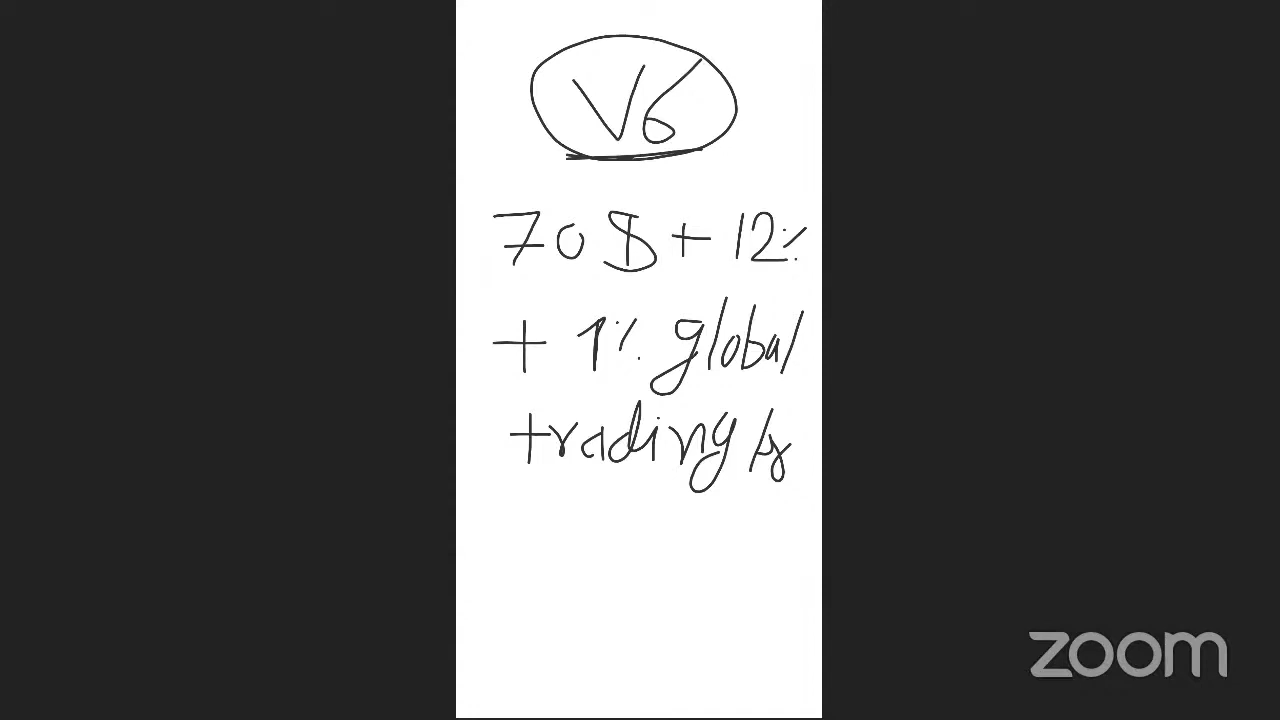 V6
70$ + 12%
+ 1% global
trading
zoom